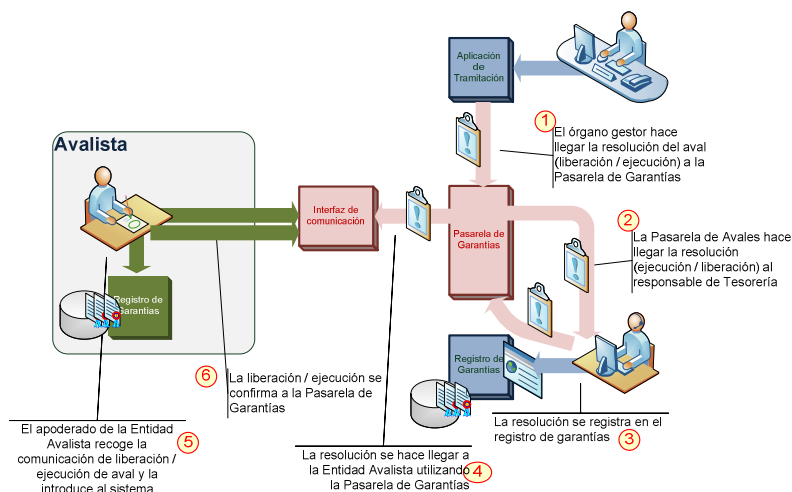 Aplicación
de
Tramitación
1
El órgano gestor hace
llegar la resolución del aval
(liberación / ejecución) a la
Pasarela de Garantías
Avalista
Interfaz de
comunicación
Pasarela de
Garantías
2
La Pasarela de Avales hace
llegar la resolución
(ejecución / liberación) al
responsable de Tesorería
Registro de
Garantías
Registro de
Garantías
6
La liberación / ejecución se
confirma a la Pasarela de
Garantías
La resolución se registra en el
registro de garantías
3
El apoderado de la Entidad
Avalista recoge la
comunicación de liberación /
ejecución de aval y la
introduce al sistema
5
La resolución se hace llegar a
la Entidad Avalista utilizando
la Pasarela de Garantías
4